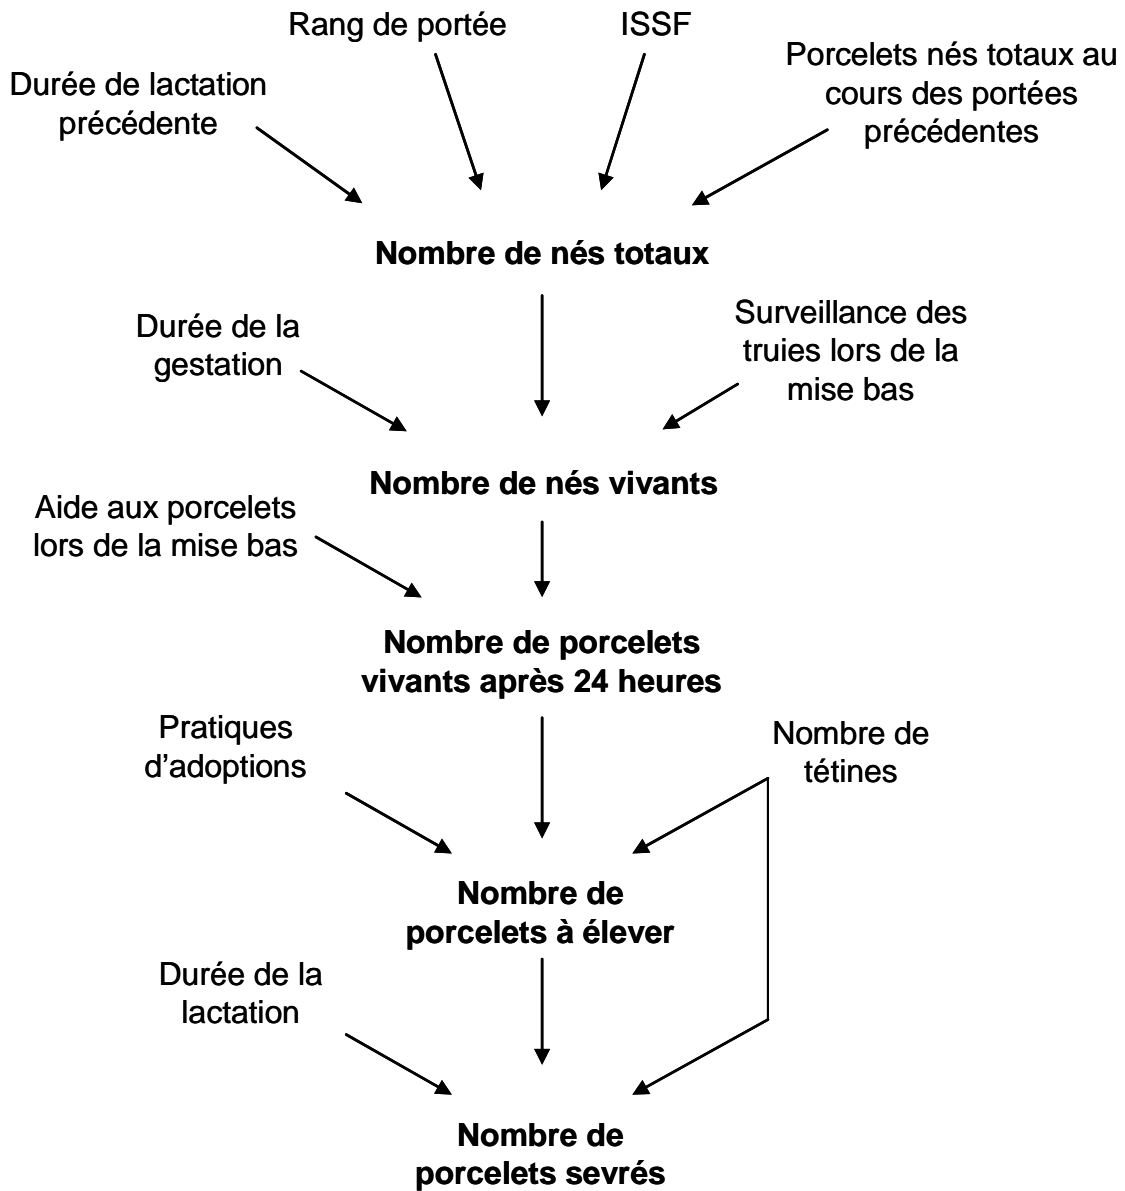 Rang de portée
ISSF
Durée de lactation
précédente
Porcelets nés totaux au
cours des portées
précédentes
Nombre de nés totaux
Durée de la
gestation
Surveillance des
truies lors de la
mise bas
Nombre de nés vivants
Aide aux porcelets
lors de la mise bas
Nombre de porcelets
vivants après 24 heures
Pratiques
d'adoptions
Nombre de
tétines
Nombre de
porcelets à élever
Durée de la
lactation
Nombre de
porcelets sevrés